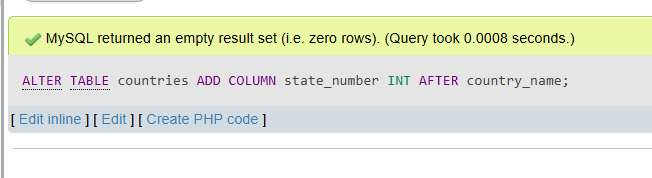 MySQL returned an empty result set (i.e. zero rows). (Query took 0.0008 seconds.)
ALTER TABLE countries ADD COLUMN state_number INT AFTER country_name;
[ Edit inline ] [ Edit ] [ Create PHP code ]